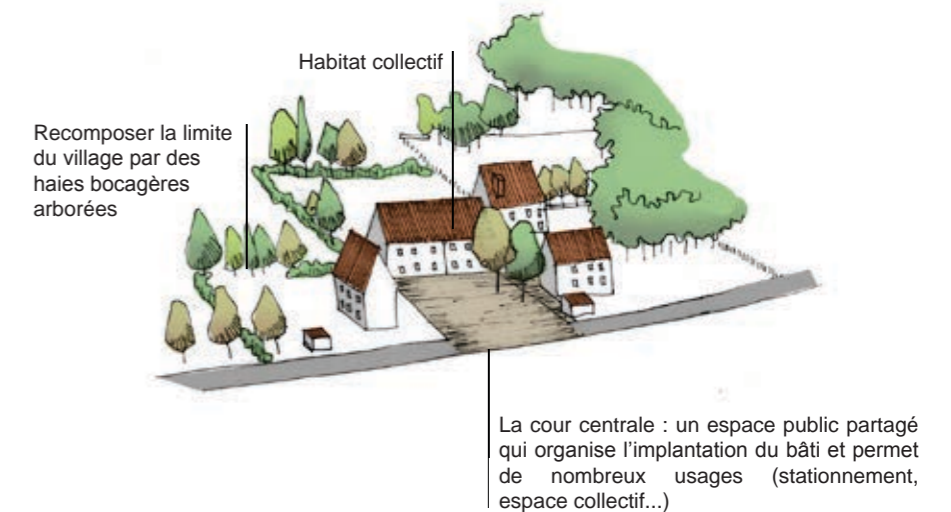 Habitat collectif
Recomposer la limite
du village par des
haies bocagères
arborées
La cour centrale : un espace public partagé
qui organise l’implantation du bâti et permet
de nombreux usages (stationnement,
espace collectif...)